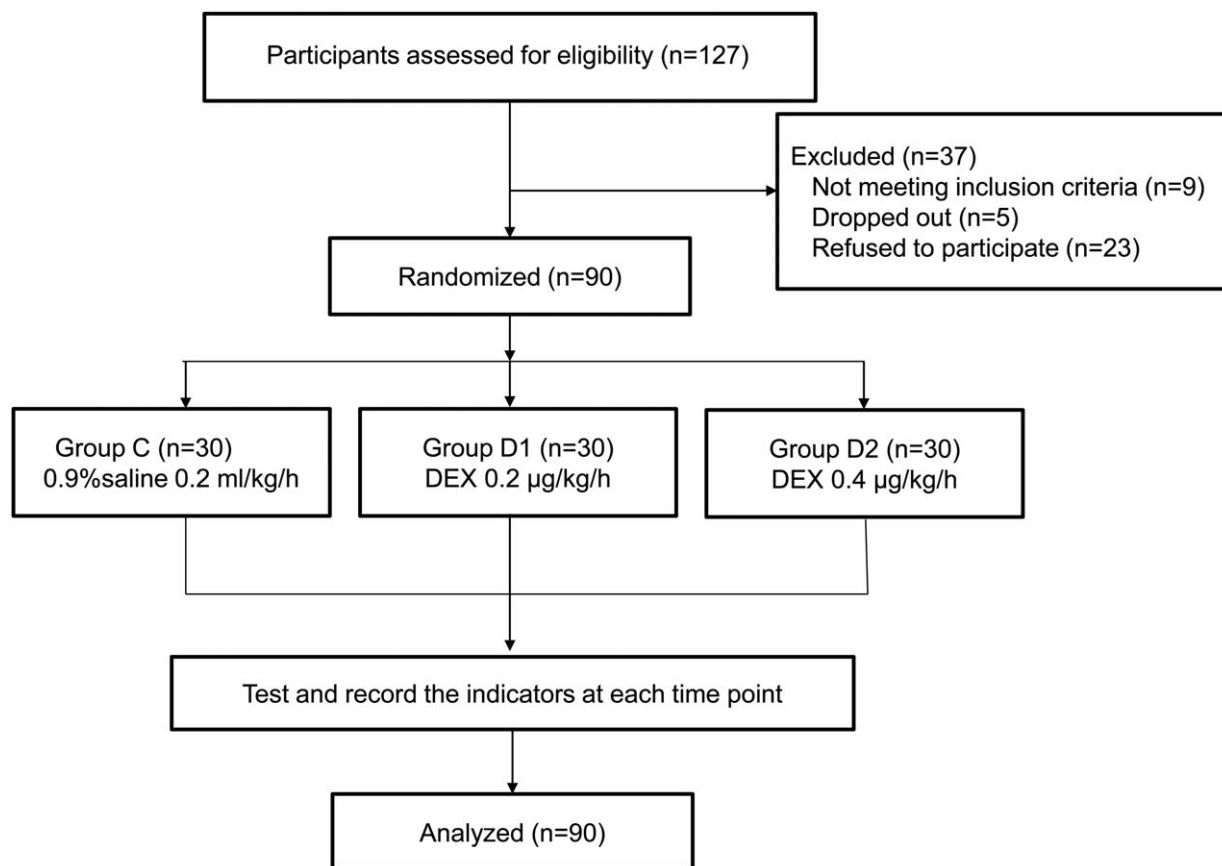 Participants assessed for eligibility (n=127)
Excluded (n=37)
Not meeting inclusion criteria (n=9)
Dropped out (n=5)
Refused to participate (n=23)
Randomized (n=90)
Group C (n=30)
0.9%saline 0.2 ml/kg/h
Group D1 (n=30)
DEX 0.2 μg/kg/h
Group D2 (n=30)
DEX 0.4 μg/kg/h
Test and record the indicators at each time point
Analyzed (n=90)